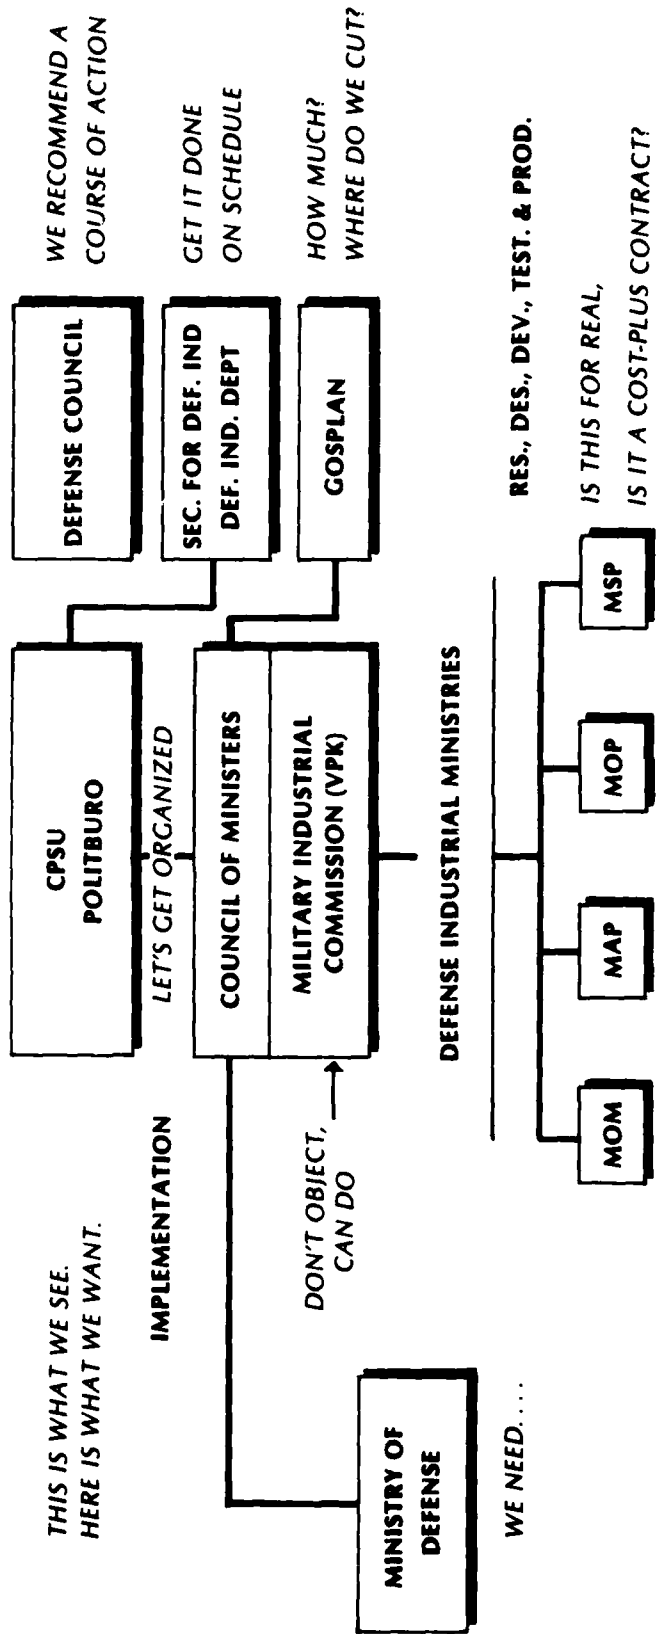 THIS IS WHAT WE SEE.
HERE IS WHAT WE WANT.
CPSU
POLITBURO
DEFENSE COUNCIL
WE RECOMMEND A
COURSE OF ACTION
IMPLEMENTATION
LET'S GET ORGANIZED
SEC. FOR DEF. IND
DEF. IND. DEPT
GET IT DONE
ON SCHEDULE
COUNCIL OF MINISTERS
MILITARY INDUSTRIAL
COMMISSION (VPK)
GOSPLAN
HOW MUCH?
WHERE DO WE CUT?
DON'T OBJECT,
CAN DO
MINISTRY OF
DEFENSE
WE NEED....
DEFENSE INDUSTRIAL MINISTRIES
RES., DES., DEV., TEST. & PROD.
MOM
MAP
MOP
MSP
IS THIS FOR REAL,
IS IT A COST-PLUS CONTRACT?